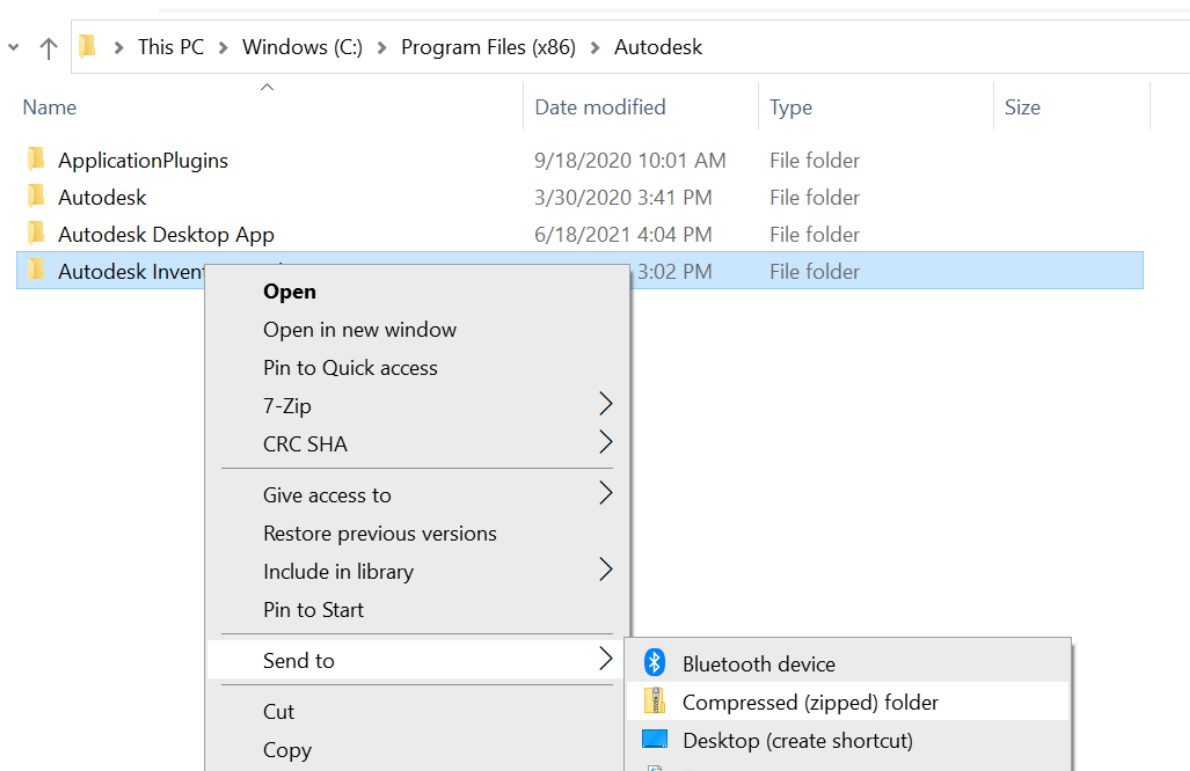 This PC > Windows (C:) > Program Files (x86) > Autodesk
Name Date modified Type Size
ApplicationPlugins 9/18/2020 10:01 AM File folder
Autodesk 3/30/2020 3:41 PM File folder
Autodesk Desktop App 6/18/2021 4:04 PM File folder
Autodesk 3:02 PM File folder
Open
Open in new window
Pin to Quick access
7-Zip
CRC SHA
Give access to
Restore previous versions
Include in library
Pin to Start
Send to
Cut
Copy
Bluetooth device
Compressed (zipped) folder
Desktop (create shortcut)